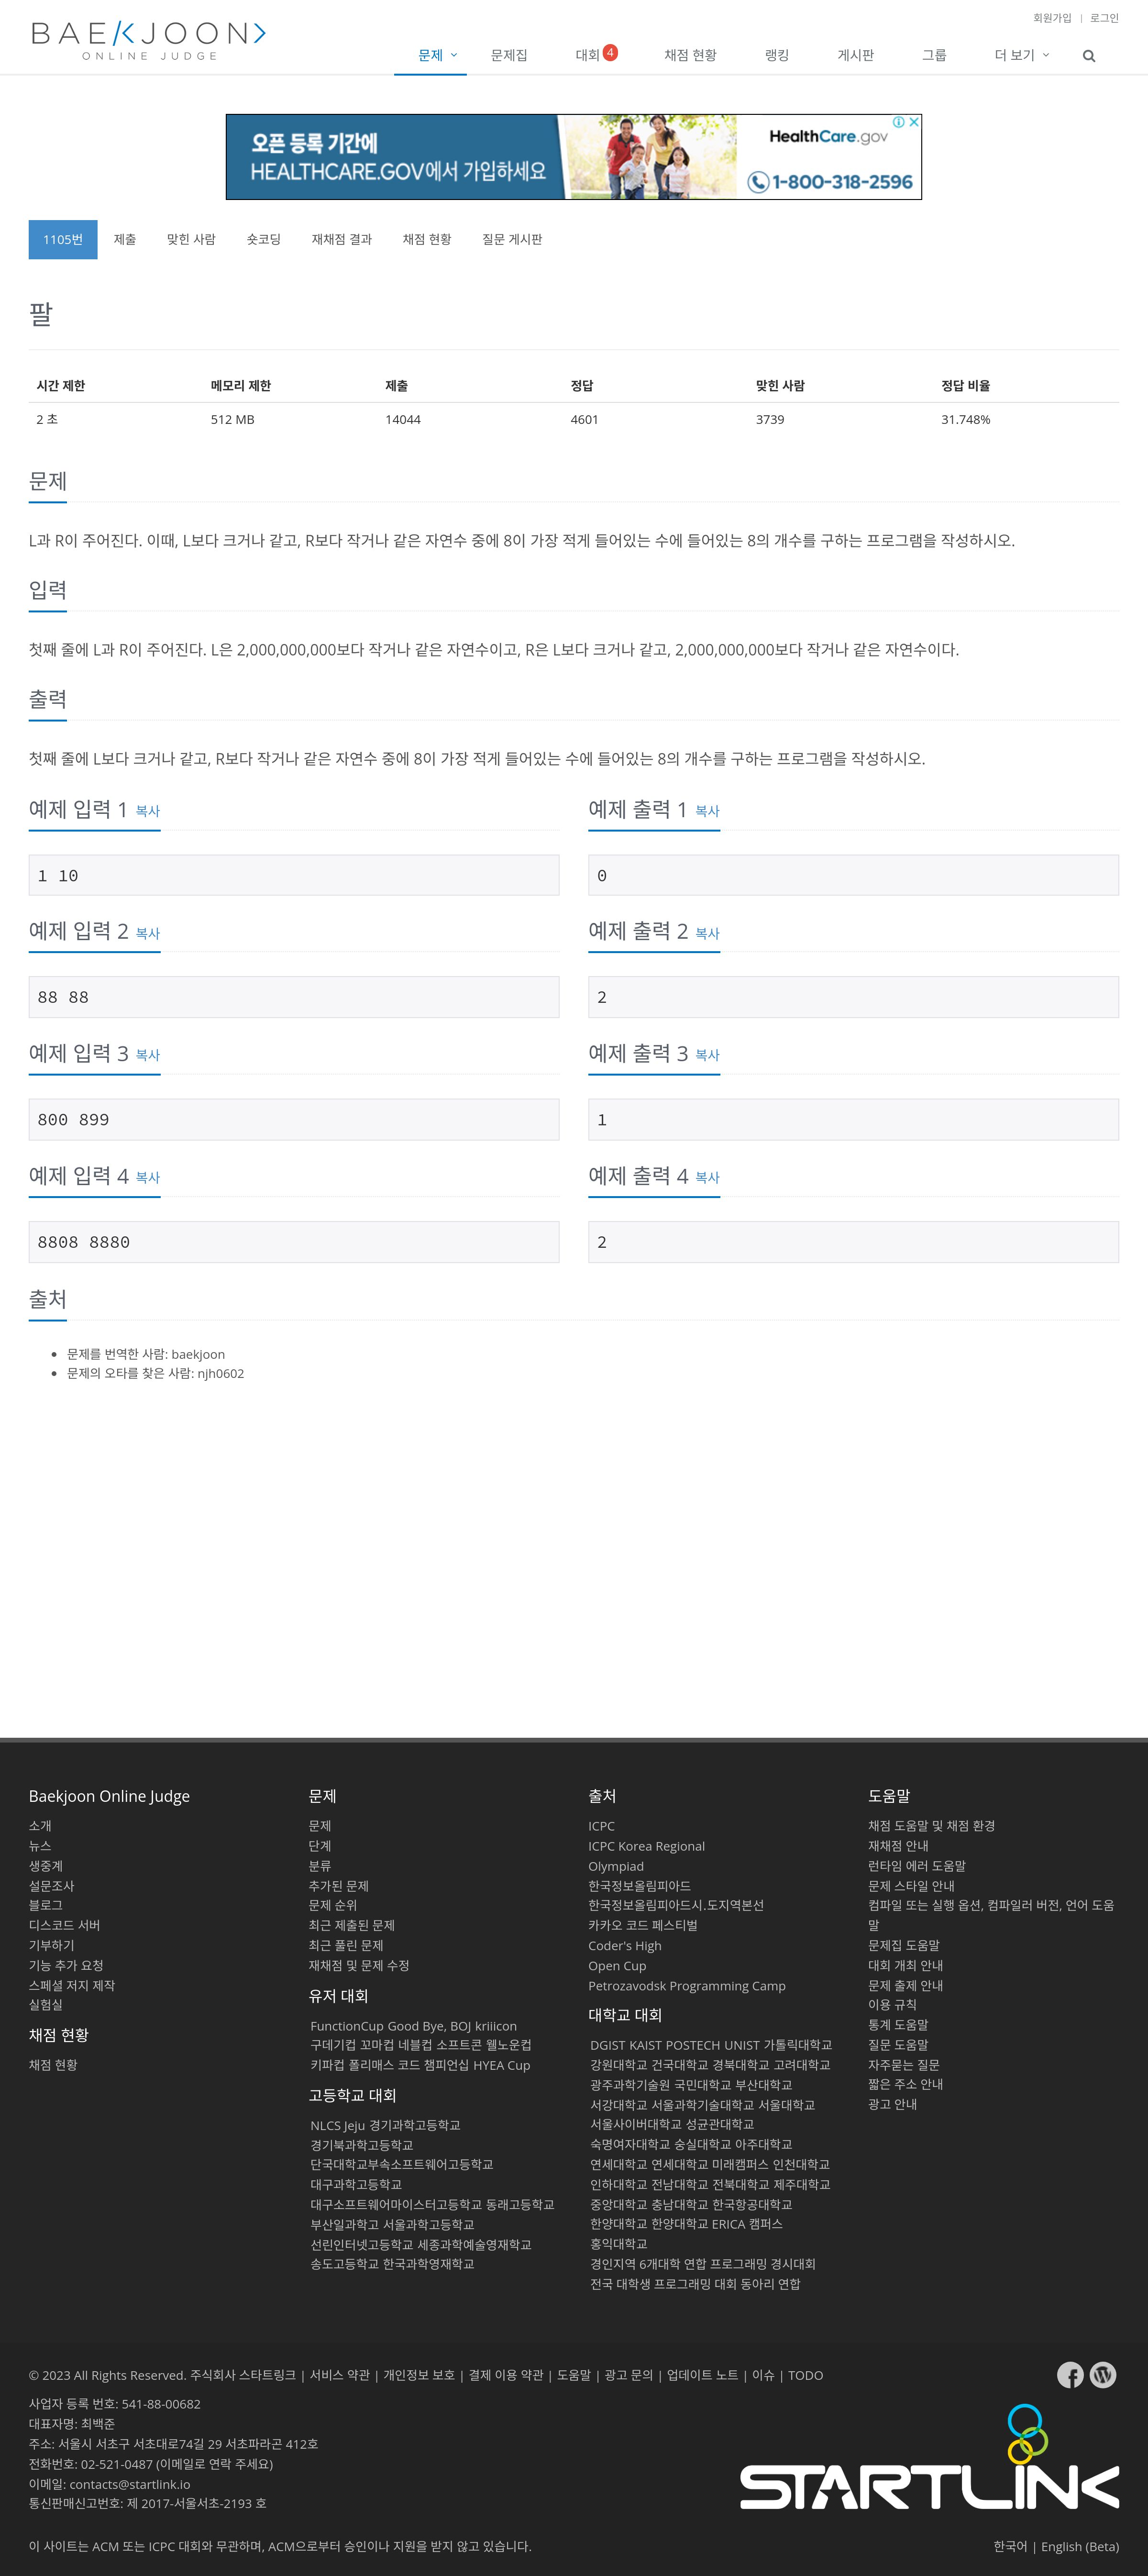 회원가입 | 로그인
BAEKJOON>
ONLINE JUDGE
문제 문제집 대회 4 채점 현황 랭킹 게시판 그룹 더 보기
오픈 등록 기간에
HEALTHCARE.GOV에서 가입하세요
HealthCare.gov
1-800-318-2596
1105번 제출 맞힌 사람 숏코딩 재채점 결과 채점 현황 질문 게시판
팔
시간 제한 메모리 제한 제출 정답 맞힌 사람 정답 비율
2 초 512 MB 14044 4601 3739 31.748%
문제
L과 R이 주어진다. 이때, L보다 크거나 같고, R보다 작거나 같은 자연수 중에 8이 가장 적게 들어있는 수에 들어있는 8의 개수를 구하는 프로그램을 작성하시오.
입력
첫째 줄에 L과 R이 주어진다. L은 2,000,000,000보다 작거나 같은 자연수이고, R은 L보다 크거나 같고, 2,000,000,000보다 작거나 같은 자연수이다.
출력
첫째 줄에 L보다 크거나 같고, R보다 작거나 같은 자연수 중에 8이 가장 적게 들어있는 수에 들어있는 8의 개수를 구하는 프로그램을 작성하시오.
예제 입력 1 복사
1 10
예제 출력 1 복사
0
예제 입력 2 복사
88 88
예제 출력 2 복사
2
예제 입력 3 복사
800 899
예제 출력 3 복사
1
예제 입력 4 복사
8808 8880
예제 출력 4 복사
2
출처
문제를 번역한 사람: baekjoon
문제의 오타를 찾은 사람: njh0602
Baekjoon Online Judge
소개
뉴스
생중계
설문조사
블로그
디스코드 서버
기부하기
기능 추가 요청
스페셜 저지 제작
실험실
채점 현황
채점 현황
문제
문제
단계
분류
추가된 문제
문제 순위
최근 제출된 문제
최근 풀린 문제
재채점 및 문제 수정
유저 대회
FunctionCup Good Bye, BOJ kriiicon
구데기컵 꼬마컵 네블컵 소프트콘 웰노운컵
키파컵 폴리매스 코드 챔피언십 HYEA Cup
고등학교 대회
NLCS Jeju 경기과학고등학교
경기북과학고등학교
단국대학교부속소프트웨어고등학교
대구과학고등학교
대구소프트웨어마이스터고등학교 동래고등학교
부산일과학고 서울과학고등학교
선린인터넷고등학교 세종과학예술영재학교
송도고등학교 한국과학영재학교
출처
ICPC
ICPC Korea Regional
Olympiad
한국정보올림피아드
한국정보올림피아드시.도지역본선
카카오 코드 페스티벌
Coder's High
Open Cup
Petrozavodsk Programming Camp
대학교 대회
DGIST KAIST POSTECH UNIST 가톨릭대학교
강원대학교 건국대학교 경북대학교 고려대학교
광주과학기술원 국민대학교 부산대학교
서강대학교 서울과학기술대학교 서울대학교
서울사이버대학교 성균관대학교
숙명여자대학교 숭실대학교 아주대학교
연세대학교 연세대학교 미래캠퍼스 인천대학교
인하대학교 전남대학교 전북대학교 제주대학교
중앙대학교 충남대학교 한국항공대학교
한양대학교 한양대학교 ERICA 캠퍼스
홍익대학교
경인지역 6개대학 연합 프로그래밍 경시대회
전국 대학생 프로그래밍 대회 동아리 연합
도움말
채점 도움말 및 채점 환경
재채점 안내
런타임 에러 도움말
문제 스타일 안내
컴파일 또는 실행 옵션, 컴파일러 버전, 언어 도움
말
문제집 도움말
대회 개최 안내
문제 출제 안내
이용 규칙
통계 도움말
질문 도움말
자주묻는 질문
짧은 주소 안내
광고 안내
© 2023 All Rights Reserved. 주식회사 스타트링크 | 서비스 약관 | 개인정보 보호 | 결제 이용 약관 | 도움말 | 광고 문의 | 업데이트 노트 | 이슈 | TODO
사업자 등록 번호: 541-88-00682
대표자명: 최백준
주소: 서울시 서초구 서초대로74길 29 서초파라곤 412호
전화번호: 02-521-0487 (이메일로 연락 주세요)
이메일: contacts@startlink.io
통신판매신고번호: 제 2017-서울서초-2193 호
STARTLINK
이 사이트는 ACM 또는 ICPC 대회와 무관하며, ACM으로부터 승인이나 지원을 받지 않고 있습니다.
한국어 | English (Beta)